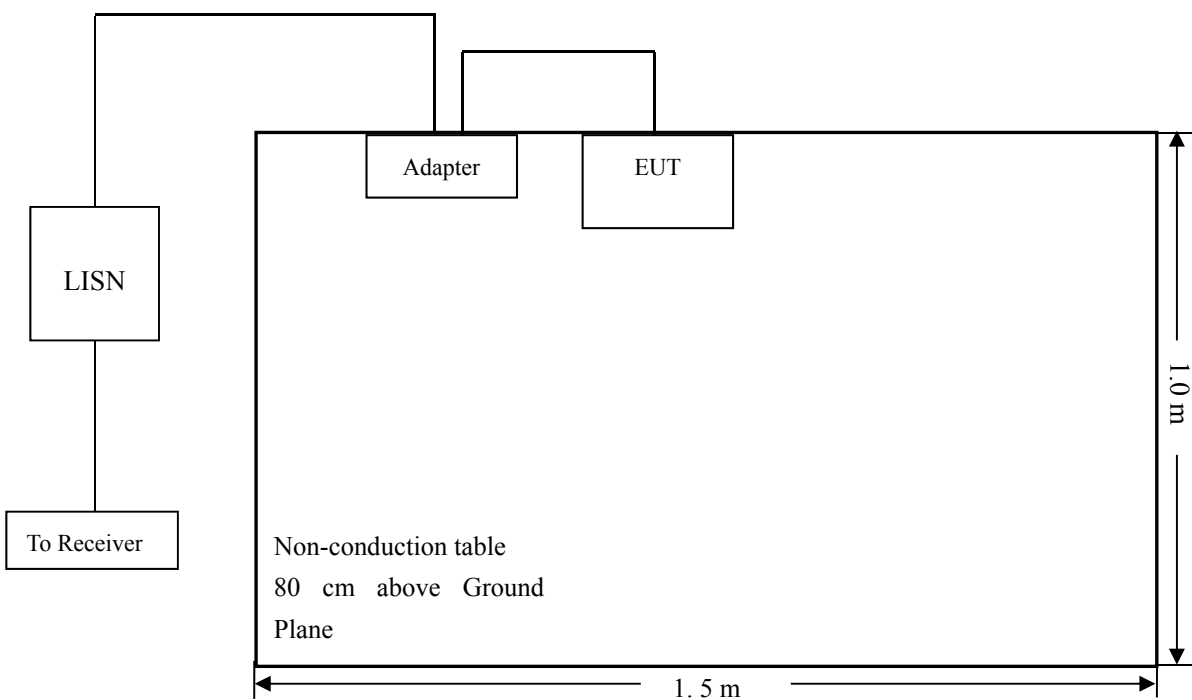 Adapter
EUT
LISN
1.0 m
To Receiver
Non-conduction table
80 cm above Ground
Plane
1. 5 m